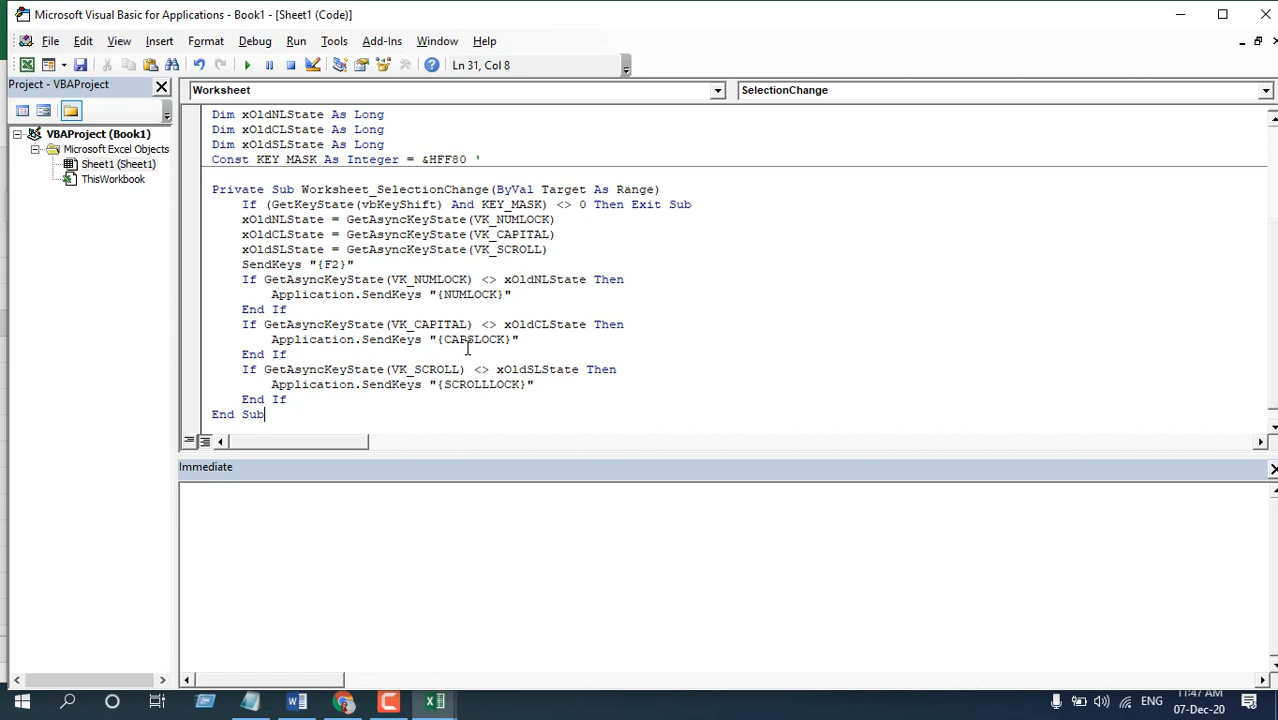 Microsoft Visual Basic for Applications - Book1 - [Sheet1 (Code)]
File Edit View Insert Format Debug Run Tools Add-Ins Window Help
Ln 31, Col 8
Project - VBAProject
Worksheet
SelectionChange
VBAProject (Book1)
Microsoft Excel Objects
Sheet1 (Sheet1)
ThisWorkbook
Dim xOldNLState As Long
Dim xOldCLState As Long
Dim xOldSLState As Long
Const KEY_MASK As Integer = &HFF80 '
Private Sub Worksheet_SelectionChange(ByVal Target As Range)
If (GetKeyState(vbKeyShift) And KEY_MASK) <> 0 Then Exit Sub
xOldNLState = GetAsyncKeyState(VK_NUMLOCK)
xOldCLState = GetAsyncKeyState(VK_CAPITAL)
xOldSLState = GetAsyncKeyState(VK_SCROLL)
SendKeys "{F2}"
If GetAsyncKeyState(VK_NUMLOCK) <> xOldNLState Then
Application.SendKeys "{NUMLOCK}"
End If
If GetAsyncKeyState(VK_CAPITAL) <> xOldCLState Then
Application.SendKeys "{CAPSLOCK}"
End If
If GetAsyncKeyState(VK_SCROLL) <> xOldSLState Then
Application.SendKeys "{SCROLLLOCK}"
End If
End Sub
Immediate
ENG
11:47 AM
07-Dec-20